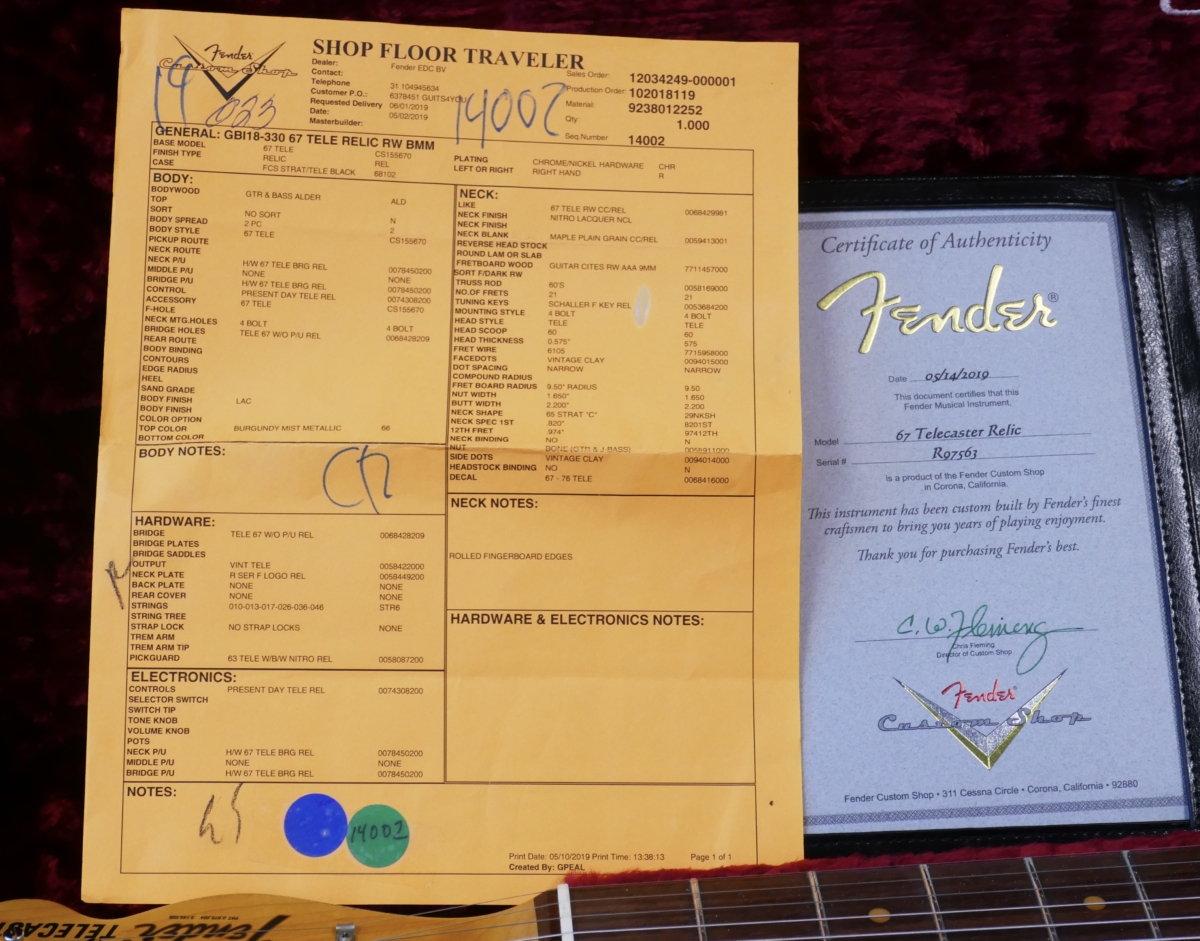 Fender
Custom Shop
SHOP FLOOR TRAVELER
Dealer: Fender EDC BV
Contact:
Telephone 31 104945634
Customer P.O.: 6378451 GUITS4YOU
Requested Delivery 06/01/2019
Date: 05/02/2019
Masterbuilder:
Sales Order: 12034249-000001
Production Order: 102018119
Material: 9238012252
Qty: 1.000
Seq.Number 14002
19
023
14002
GENERAL: GBI18-330 67 TELE RELIC RW BMM
BASE MODEL 67 TELE CS155670
FINISH TYPE RELIC REL
CASE FCS STRAT/TELE BLACK 68102
PLATING CHROME/NICKEL HARDWARE CHR
LEFT OR RIGHT RIGHT HAND R
BODY:
BODYWOOD GTR & BASS ALDER ALD
TOP
SORT NO SORT N
BODY SPREAD 2 PC 2
BODY STYLE 67 TELE CS155670
PICKUP ROUTE
NECK ROUTE
NECK P/U H/W 67 TELE BRG REL 0078450200
MIDDLE P/U NONE NONE
BRIDGE P/U H/W 67 TELE BRG REL 0078450200
CONTROL PRESENT DAY TELE REL 0074308200
ACCESSORY 67 TELE CS155670
F-HOLE
NECK MTG.HOLES 4 BOLT 4 BOLT
BRIDGE HOLES TELE 67 W/O P/U REL 0068428209
REAR ROUTE
BODY BINDING
CONTOURS
EDGE RADIUS
HEEL
SAND GRADE
BODY FINISH LAC
BODY FINISH
COLOR OPTION
TOP COLOR BURGUNDY MIST METALLIC 66
BOTTOM COLOR
BODY NOTES:
HARDWARE:
BRIDGE TELE 67 W/O P/U REL 0068428209
BRIDGE PLATES
BRIDGE SADDLES
OUTPUT VINT TELE 0058422000
NECK PLATE R SER F LOGO REL 0058449200
BACK PLATE NONE NONE
REAR COVER NONE NONE
STRINGS 010-013-017-026-036-046 STR6
STRING TREE
STRAP LOCK NO STRAP LOCKS NONE
TREM ARM
TREM ARM TIP
PICKGUARD 63 TELE W/B/W NITRO REL 0058087200
ELECTRONICS:
CONTROLS PRESENT DAY TELE REL 0074308200
SELECTOR SWITCH
SWITCH TIP
TONE KNOB
VOLUME KNOB
POTS
NECK P/U H/W 67 TELE BRG REL 0078450200
MIDDLE P/U NONE NONE
BRIDGE P/U H/W 67 TELE BRG REL 0078450200
NECK:
LIKE 67 TELE RW CC/REL 0068429981
NECK FINISH NITRO LACQUER NCL
NECK FINISH
NECK BLANK MAPLE PLAIN GRAIN CC/REL 0059413001
REVERSE HEAD STOCK
ROUND LAM OR SLAB
FRETBOARD WOOD GUITAR CITES RW AAA 9MM 7711457000
SORT F/DARK RW
TRUSS ROD 60'S 0058169000
NO.OF FRETS 21 21
TUNING KEYS SCHALLER F KEY REL 0053684200
MOUNTING STYLE 4 BOLT 4 BOLT
HEAD STYLE TELE TELE
HEAD SCOOP 60 60
HEAD THICKNESS 0.575" 575
FRET WIRE 6105 7715968000
FACEDOTS VINTAGE CLAY 0094015000
DOT SPACING NARROW NARROW
COMPOUND RADIUS
FRET BOARD RADIUS 9.50" RADIUS 9.50
NUT WIDTH 1.650" 1.650
BUTT WIDTH 2.200" 2.200
NECK SHAPE 65 STRAT "C" 29NKSH
NECK SPEC 1ST .820" 8201ST
12TH FRET .974" 97412TH
NECK BINDING NO N
NUT BONE (GTR & J BASS) 0058911000
SIDE DOTS VINTAGE CLAY 0094014000
HEADSTOCK BINDING NO N
DECAL 67 - 76 TELE 0068416000
NECK NOTES:
ROLLED FINGERBOARD EDGES
HARDWARE & ELECTRONICS NOTES:
NOTES:
14002
Print Date: 05/10/2019 Print Time: 13:38:13 Page 1 of 1
Created By: GPEAL
Certificate of Authenticity
Fender®
Date 05/14/2019
This document certifies that this
Fender Musical Instrument,
Model 67 Telecaster Relic
Serial # R97563
is a product of the Fender Custom Shop
in Corona, California.
This instrument has been custom built by Fender's finest
craftsmen to bring you years of playing enjoyment.
Thank you for purchasing Fender's best.
C. W. Fleming
Chris Fleming
Director of Custom Shop
Fender
Custom Shop
Fender Custom Shop • 311 Cessna Circle • Corona, California • 92880
Fender TELECAS